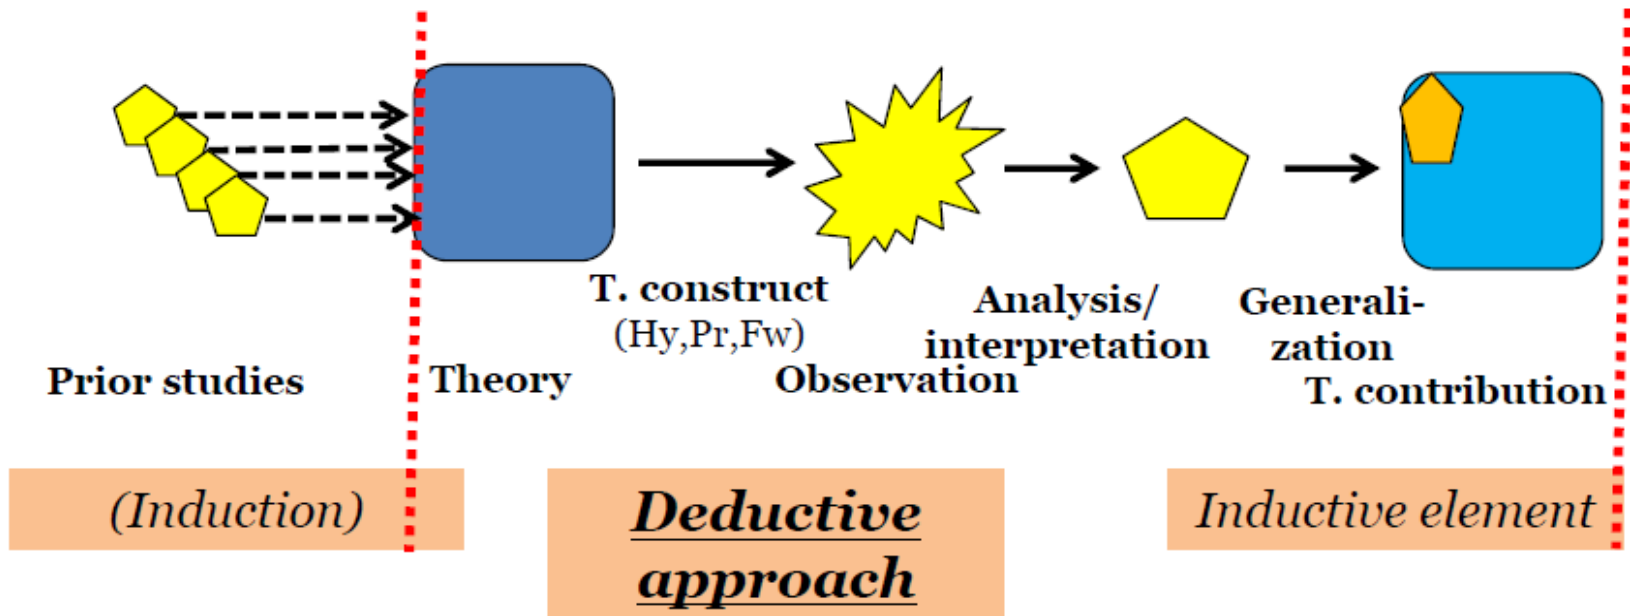 T. construct
(Hy,Pr,Fw)
Analysis/
interpretation
Generali-
zation
Prior studies
Theory
Observation
T. contribution
(Induction)
Deductive
approach
Inductive element